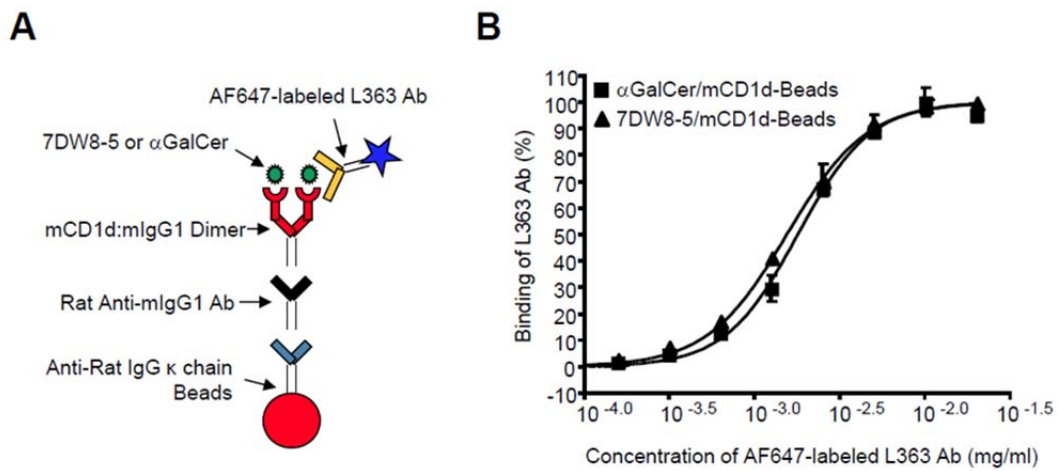 A
AF647-labeled L363 Ab
7DW8-5 or αGalCer
mCD1d:mIgG1 Dimer
Rat Anti-mIgG1 Ab
Anti-Rat IgG κ chain
Beads
B
αGalCer/mCD1d-Beads
7DW8-5/mCD1d-Beads
Binding of L363 Ab (%)
110
100
90
80
70
60
50
40
30
20
10
0
-10
10^-4.0 10^-3.5 10^-3.0 10^-2.5 10^-2.0 10^-1.5
Concentration of AF647-labeled L363 Ab (mg/ml)